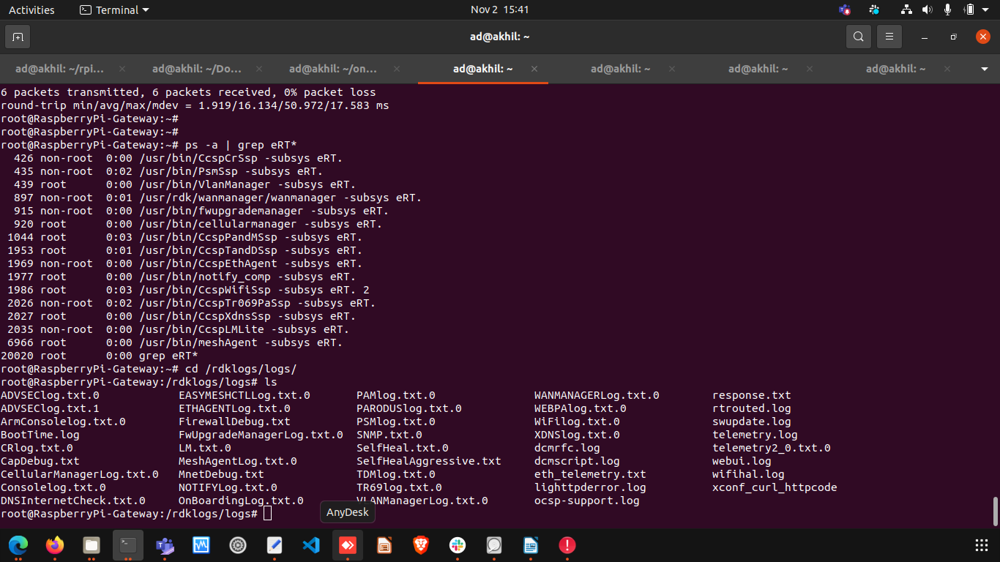 Activities Terminal Nov 2 15:41
ad@akhil: ~
ad@akhil: ~/rpi... ad@akhil: ~/Do... ad@akhil: ~/on... ad@akhil: ~ ad@akhil: ~ ad@akhil: ~ ad@akhil: ~
6 packets transmitted, 6 packets received, 0% packet loss
round-trip min/avg/max/mdev = 1.919/16.134/50.972/17.583 ms
root@RaspberryPi-Gateway:~#
root@RaspberryPi-Gateway:~#
root@RaspberryPi-Gateway:~# ps -a | grep eRT*
426 non-root 0:00 /usr/bin/CcspCrSsp -subsys eRT.
435 non-root 0:02 /usr/bin/PsmSsp -subsys eRT.
439 root 0:00 /usr/bin/VlanManager -subsys eRT.
897 non-root 0:01 /usr/rdk/wanmanager/wanmanager -subsys eRT.
915 non-root 0:00 /usr/bin/fwupgrademanager -subsys eRT.
920 root 0:00 /usr/bin/cellularmanager -subsys eRT.
1044 root 0:03 /usr/bin/CcspPandMSsp -subsys eRT.
1953 root 0:01 /usr/bin/CcspTandDSsp -subsys eRT.
1969 non-root 0:00 /usr/bin/CcspEthAgent -subsys eRT.
1977 root 0:00 /usr/bin/notify_comp -subsys eRT.
1986 root 0:03 /usr/bin/CcspWifiSsp -subsys eRT. 2
2026 non-root 0:02 /usr/bin/CcspTr069PaSsp -subsys eRT.
2027 root 0:00 /usr/bin/CcspXdnsSsp -subsys eRT.
2035 non-root 0:00 /usr/bin/CcspLMLite -subsys eRT.
6966 root 0:00 /usr/bin/meshAgent -subsys eRT.
20020 root 0:00 grep eRT*
root@RaspberryPi-Gateway:~# cd /rdklogs/logs/
root@RaspberryPi-Gateway:/rdklogs/logs# ls
ADVSEClog.txt.0 EASYMESHCTLLog.txt.0 PAMlog.txt.0 WANMANAGERLog.txt.0 response.txt
ADVSEClog.txt.1 ETHAGENTLog.txt.0 PARODUSlog.txt.0 WEBPAlog.txt.0 rtrouted.log
ArmConsolelog.txt.0 FirewallDebug.txt PSMlog.txt.0 WiFilog.txt.0 swupdate.log
BootTime.log FwUpgradeManagerLog.txt.0 SNMP.txt.0 XDNSlog.txt.0 telemetry.log
CRlog.txt.0 LM.txt.0 SelfHeal.txt.0 dcmrfc.log telemetry2_0.txt.0
CapDebug.txt MeshAgentLog.txt.0 SelfHealAggressive.txt dcmscript.log webui.log
CellularManagerLog.txt.0 MnetDebug.txt TDMlog.txt.0 eth_telemetry.txt wifihal.log
Consolelog.txt.0 NOTIFYLog.txt.0 TR69log.txt.0 lighttpderror.log xconf_curl_httpcode
DNSInternetCheck.txt.0 OnBoardingLog.txt.0 VLANManagerLog.txt.0 ocsp-support.log
root@RaspberryPi-Gateway:/rdklogs/logs#
AnyDesk